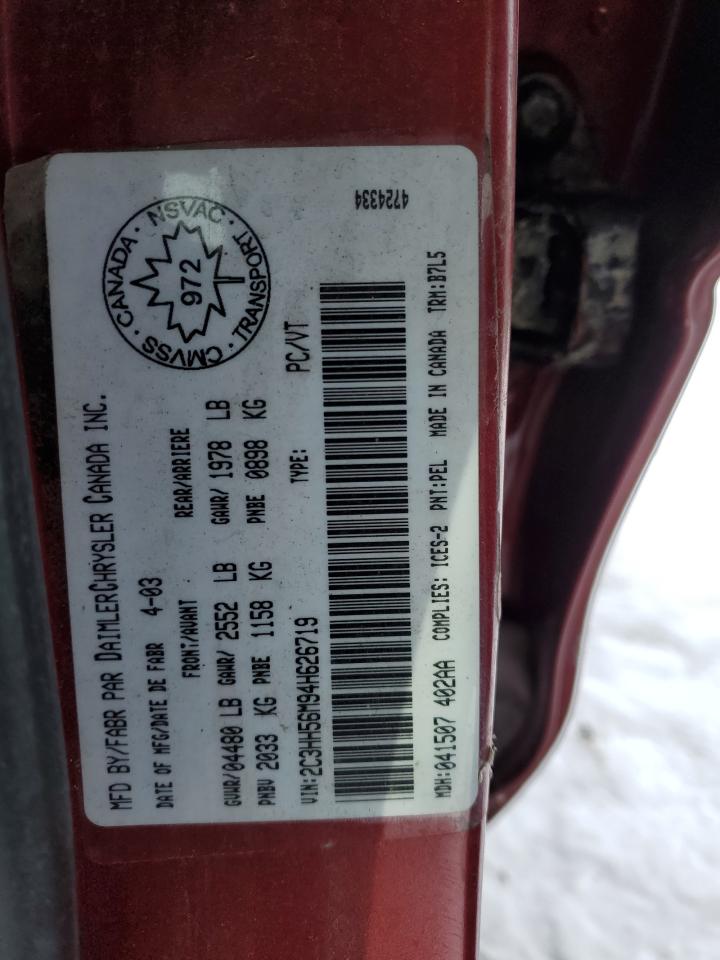 MFD BY/FABR PAR DAIMLERCHRYSLER CANADA INC.
DATE OF MFG/DATE DE FABR 4-03
FRONT/AVANT REAR/ARRIERE
GVWR/04480 LB GAWR/ 2552 LB GAWR/ 1978 LB
PNBV 2033 KG PNBE 1158 KG PNBE 0898 KG
VIN:2C3HH56M94H626719 TYPE: PC/VT
MDH:041507 402AA COMPLIES: ICES-2 PNT:PEL MADE IN CANADA TRM:B7L5
4724334
CANADA · NSVAC · TRANSPORT · CMVSS ·
972